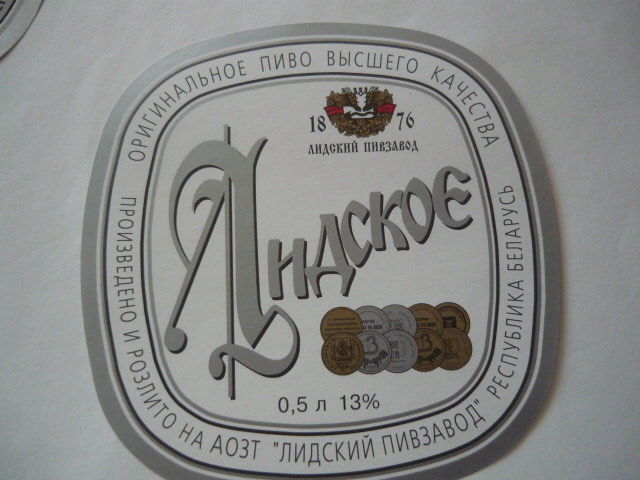 ОРИГИНАЛЬНОЕ ПИВО ВЫСШЕГО КАЧЕСТВА
18 76
ЛИДСКИЙ ПИВЗАВОД
Лидское
0,5 л 13%
ПРОИЗВЕДЕНО И РОЗЛИТО НА АОЗТ "ЛИДСКИЙ ПИВЗАВОД" РЕСПУБЛИКА БЕЛАРУСЬ